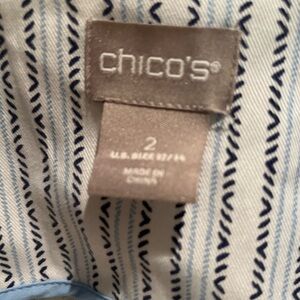 chico's®
2
U.S. SIZE 12/14
MADE IN
CHINA